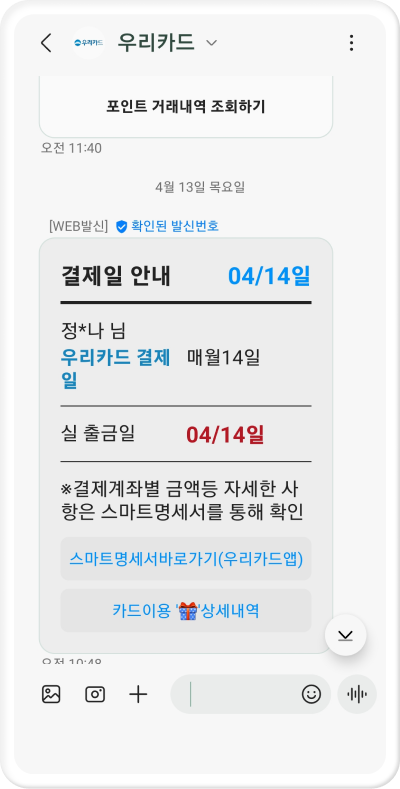 우리카드 우리카드
포인트 거래내역 조회하기
오전 11:40
4월 13일 목요일
[WEB발신] 확인된 발신번호
결제일 안내 04/14일
정*나 님
우리카드 결제 매월14일
일
실 출금일 04/14일
※결제계좌별 금액등 자세한 사
항은 스마트명세서를 통해 확인
스마트명세서바로가기(우리카드앱)
카드이용 '🎁'상세내역
오전 10:48